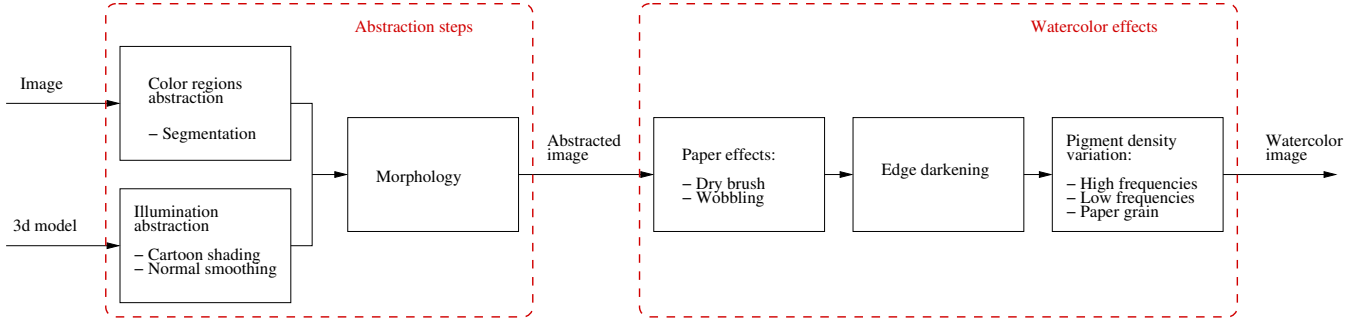 Abstraction steps
Watercolor effects
Image
Color regions
abstraction
– Segmentation
3d model
Illumination
abstraction
– Cartoon shading
– Normal smoothing
Morphology
Abstracted
image
Paper effects:
– Dry brush
– Wobbling
Edge darkening
Pigment density
variation:
– High frequencies
– Low frequencies
– Paper grain
Watercolor
image